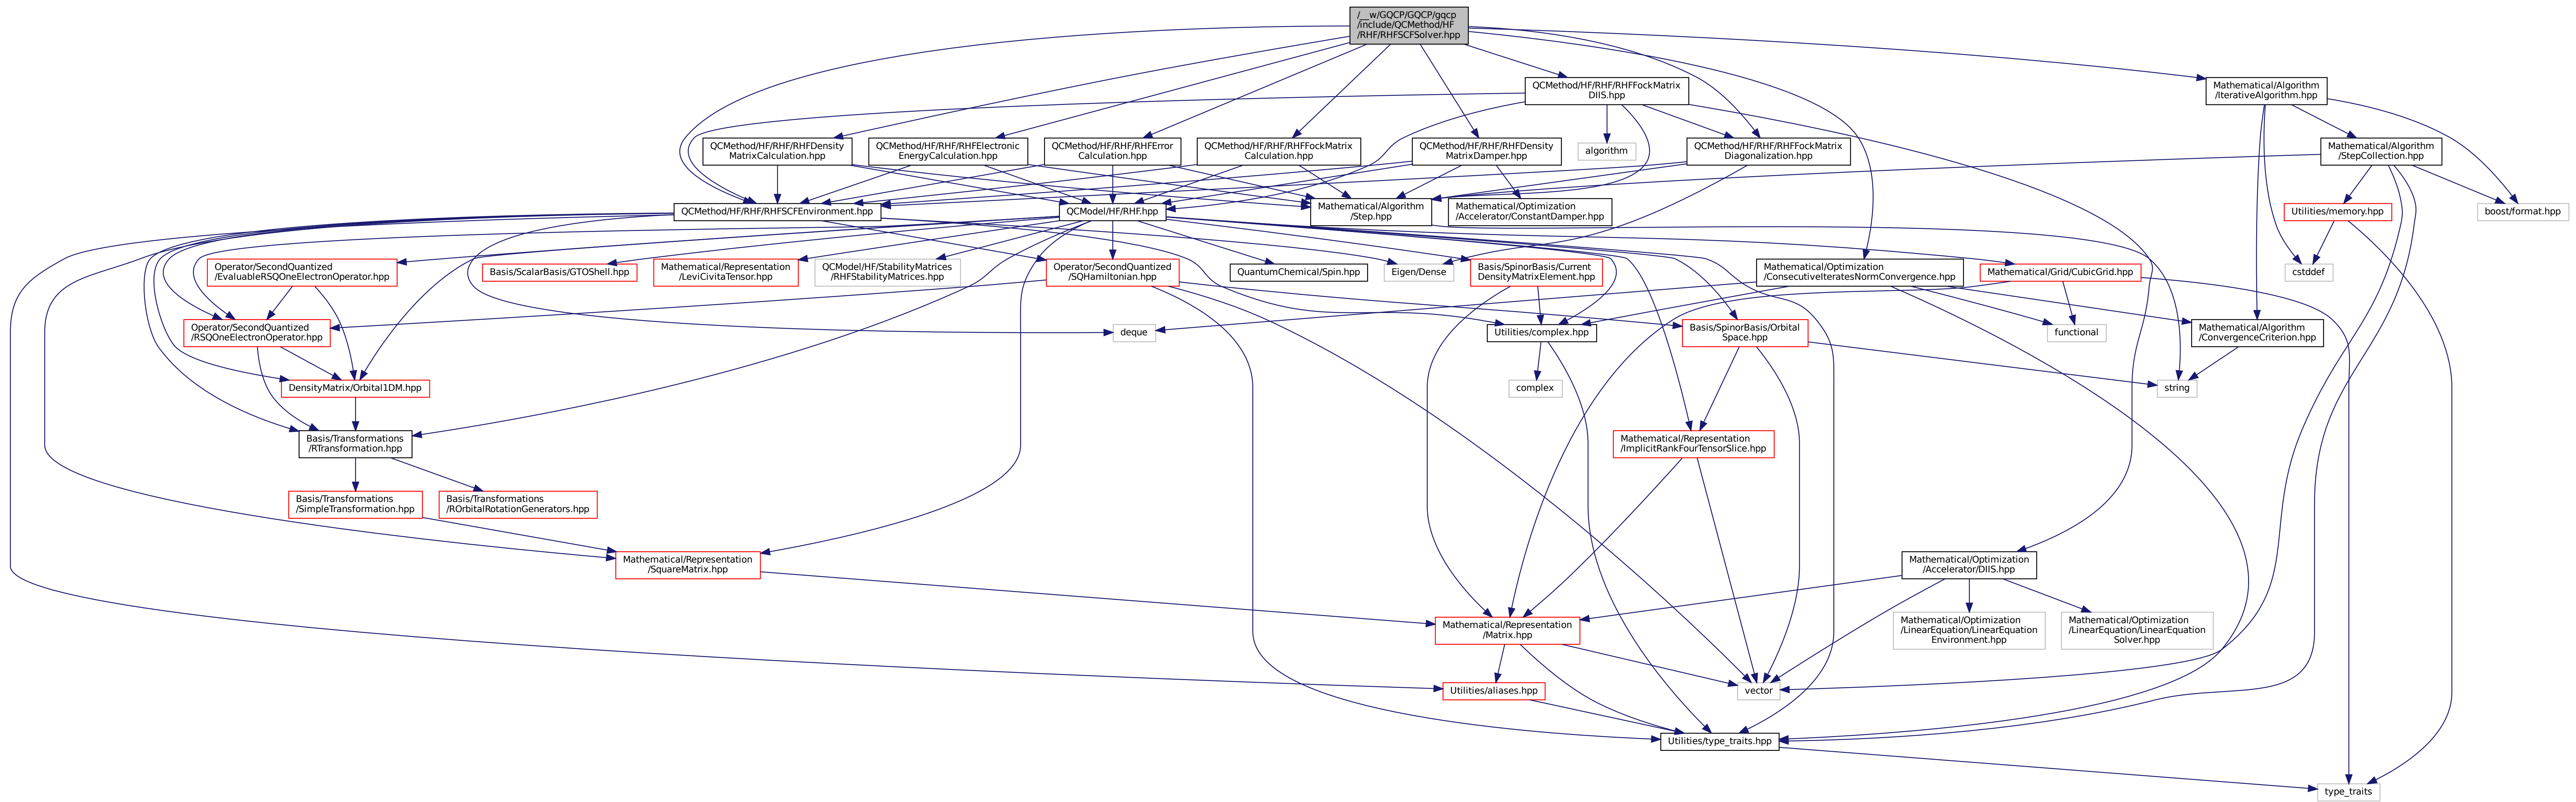 /__w/GQCP/GQCP/gqcp
/include/QCMethod/HF
/RHF/RHFSCFSolver.hpp
QCMethod/HF/RHF/RHFFockMatrix
DIIS.hpp
Mathematical/Algorithm
/IterativeAlgorithm.hpp
QCMethod/HF/RHF/RHFDensity
MatrixCalculation.hpp
QCMethod/HF/RHF/RHFElectronic
EnergyCalculation.hpp
QCMethod/HF/RHF/RHFError
Calculation.hpp
QCMethod/HF/RHF/RHFFockMatrix
Calculation.hpp
QCMethod/HF/RHF/RHFDensity
MatrixDamper.hpp
algorithm
QCMethod/HF/RHF/RHFFockMatrix
Diagonalization.hpp
Mathematical/Algorithm
/StepCollection.hpp
QCMethod/HF/RHF/RHFSCFEnvironment.hpp
QCModel/HF/RHF.hpp
Mathematical/Algorithm
/Step.hpp
Mathematical/Optimization
/Accelerator/ConstantDamper.hpp
Utilities/memory.hpp
boost/format.hpp
Operator/SecondQuantized
/EvaluableRSQOneElectronOperator.hpp
Basis/ScalarBasis/GTOShell.hpp
Mathematical/Representation
/LeviCivitaTensor.hpp
QCModel/HF/StabilityMatrices
/RHFStabilityMatrices.hpp
Operator/SecondQuantized
/SQHamiltonian.hpp
QuantumChemical/Spin.hpp
Eigen/Dense
Basis/SpinorBasis/Current
DensityMatrixElement.hpp
Mathematical/Optimization
/ConsecutiveIteratesNormConvergence.hpp
Mathematical/Grid/CubicGrid.hpp
cstddef
Operator/SecondQuantized
/RSQOneElectronOperator.hpp
deque
Utilities/complex.hpp
Basis/SpinorBasis/Orbital
Space.hpp
functional
Mathematical/Algorithm
/ConvergenceCriterion.hpp
DensityMatrix/Orbital1DM.hpp
complex
string
Basis/Transformations
/RTransformation.hpp
Mathematical/Representation
/ImplicitRankFourTensorSlice.hpp
Basis/Transformations
/SimpleTransformation.hpp
Basis/Transformations
/ROrbitalRotationGenerators.hpp
Mathematical/Representation
/SquareMatrix.hpp
Mathematical/Optimization
/Accelerator/DIIS.hpp
Mathematical/Representation
/Matrix.hpp
Mathematical/Optimization
/LinearEquation/LinearEquation
Environment.hpp
Mathematical/Optimization
/LinearEquation/LinearEquation
Solver.hpp
Utilities/aliases.hpp
vector
Utilities/type_traits.hpp
type_traits